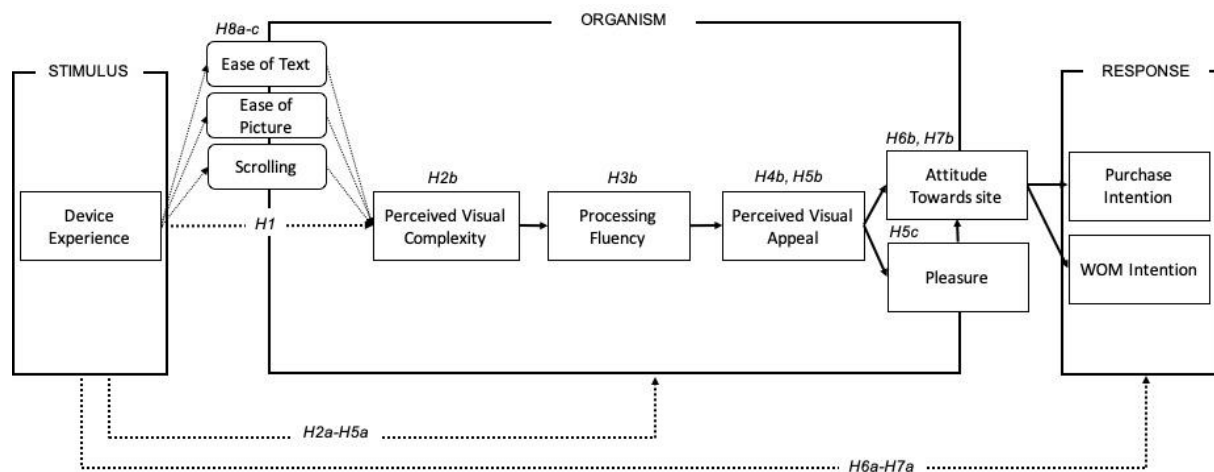 ORGANISM
H8a-c
STIMULUS
Ease of Text
RESPONSE
Ease of
Picture
H6b, H7b
Scrolling
H2b
H3b
H4b, H5b
Attitude
Towards site
Purchase
Intention
Device
Experience
H1
Perceived Visual
Complexity
Processing
Fluency
Perceived Visual
Appeal
H5c
Pleasure
WOM Intention
H2a-H5a
H6a-H7a